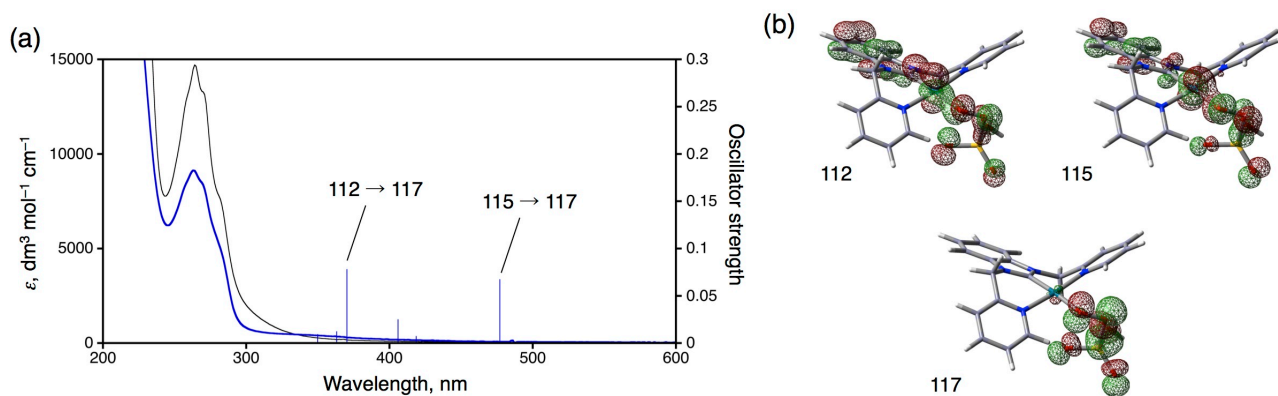 (a)
15000
10000
5000
0
ε, dm³ mol⁻¹ cm⁻¹
0.3
0.25
0.2
0.15
0.1
0.05
0
Oscillator strength
112 → 117
115 → 117
200
300
400
500
600
Wavelength, nm
(b)
112
115
117